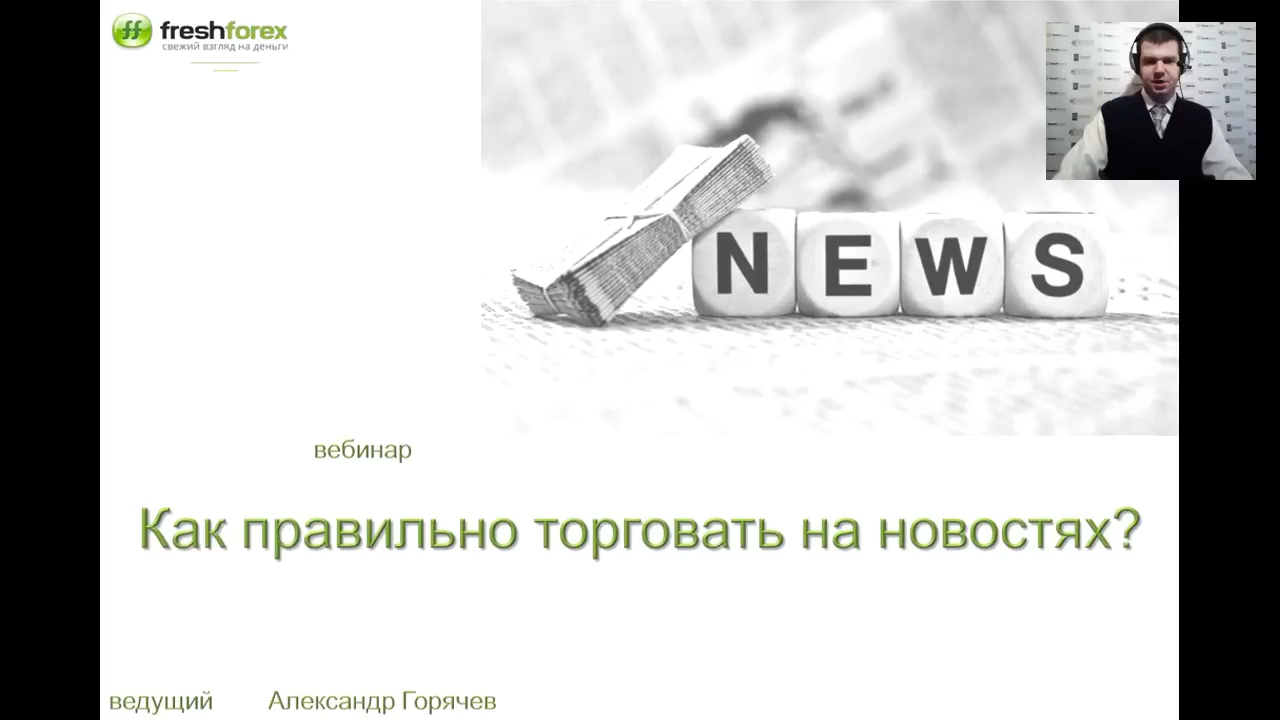 freshforex
свежий взгляд на деньги
NEWS
вебинар
Как правильно торговать на новостях?
ведущий Александр Горячев